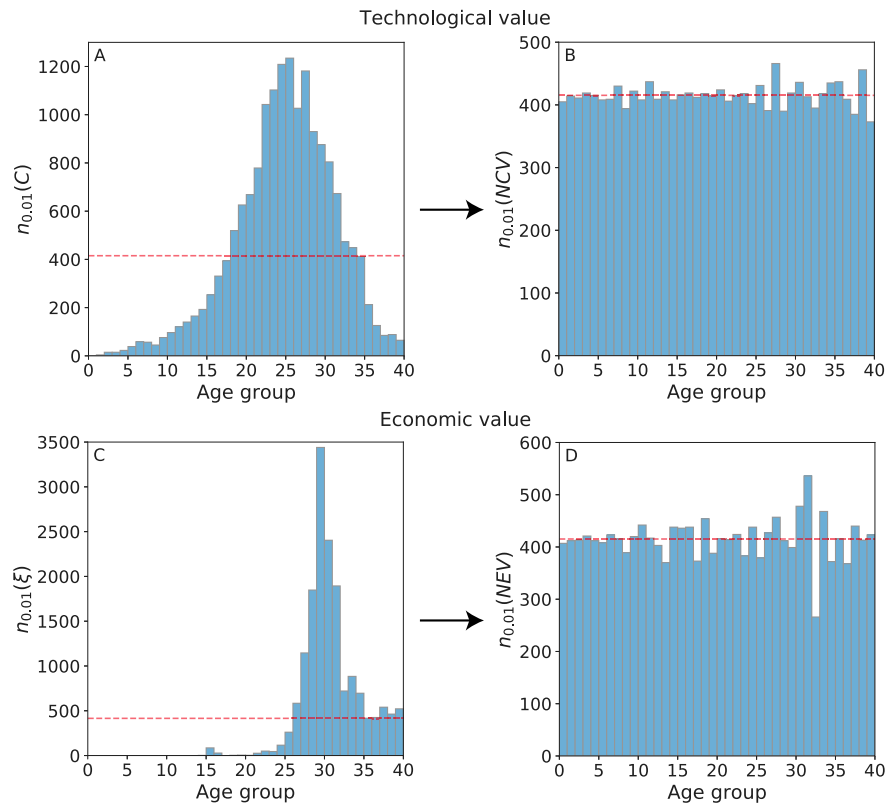 Technological value
A
n0.01(C)
1200
1000
800
600
400
200
0
0 5 10 15 20 25 30 35 40
Age group
B
n0.01(NCV)
500
400
300
200
100
0
0 5 10 15 20 25 30 35 40
Age group
Economic value
C
n0.01(ξ)
3500
3000
2500
2000
1500
1000
500
0
0 5 10 15 20 25 30 35 40
Age group
D
n0.01(NEV)
600
500
400
300
200
100
0
0 5 10 15 20 25 30 35 40
Age group